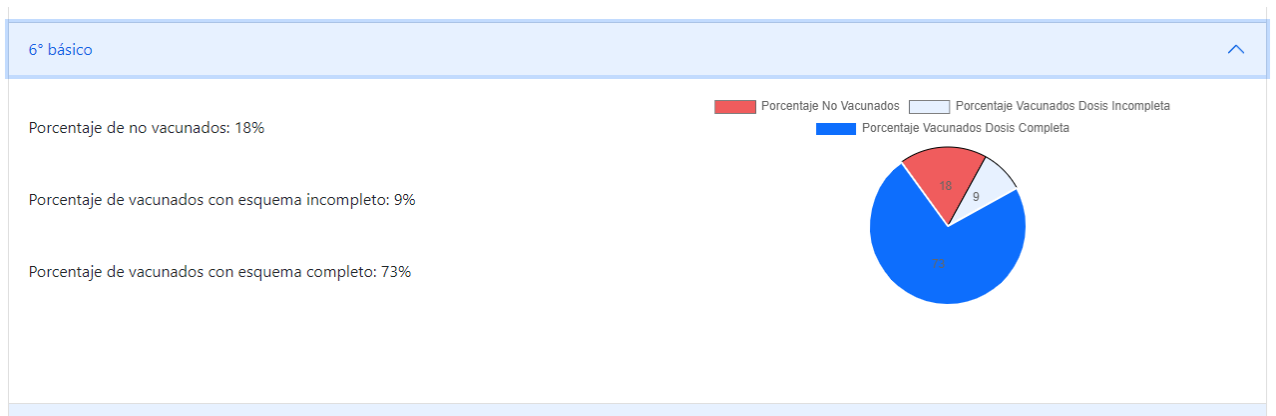 6° básico
Porcentaje de no vacunados: 18%
Porcentaje de vacunados con esquema incompleto: 9%
Porcentaje de vacunados con esquema completo: 73%
Porcentaje No Vacunados Porcentaje Vacunados Dosis Incompleta
Porcentaje Vacunados Dosis Completa
18
9
73